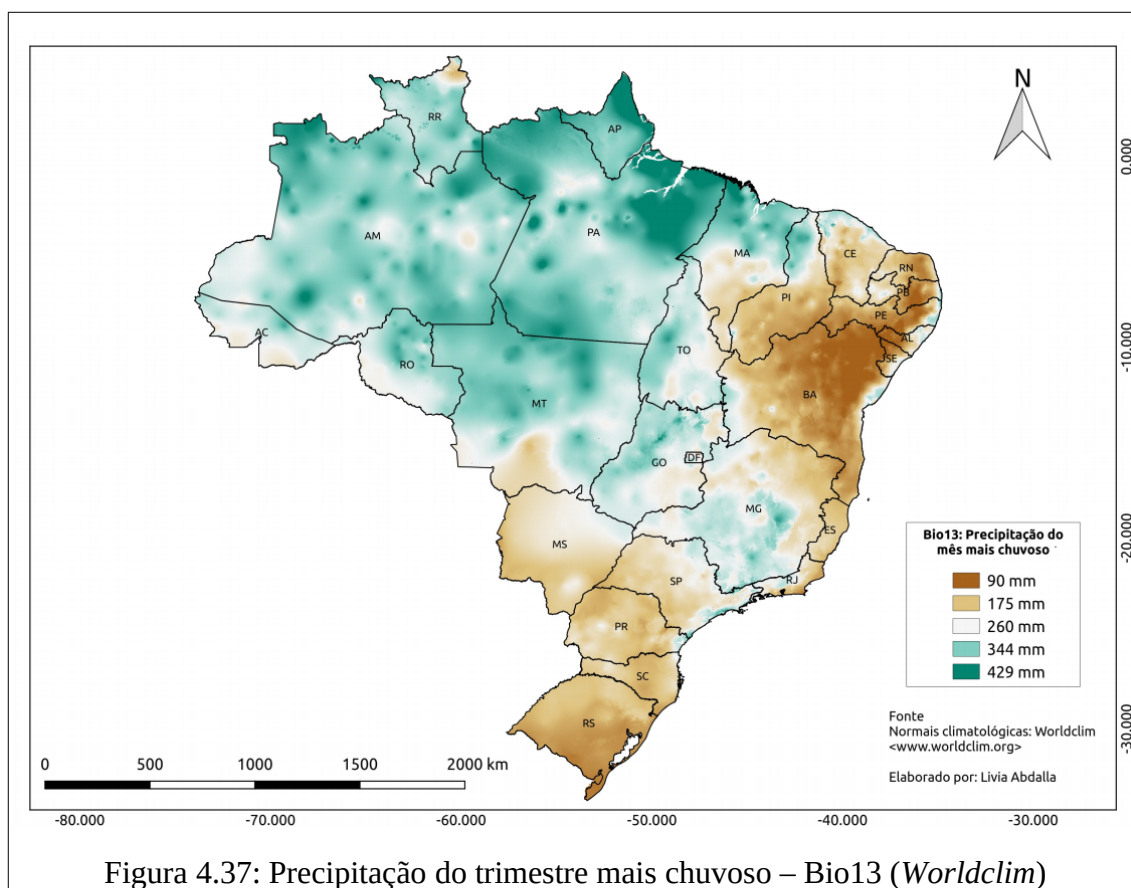 N
RR
AP
0.000
AM
PA
MA
CE
RN
PB
PI
PE
AC
AL
SE
-10.000
RO
TO
BA
MT
GO
DF
MG
ES
MS
-20.000
SP
RJ
PR
SC
RS
-30.000
Bio13: Precipitação do
mês mais chuvoso
90 mm
175 mm
260 mm
344 mm
429 mm
Fonte
Normais climatológicas: Worldclim
<www.worldclim.org>
Elaborado por: Livia Abdalla
0 500 1000 1500 2000 km
-80.000 -70.000 -60.000 -50.000 -40.000 -30.000
Figura 4.37: Precipitação do trimestre mais chuvoso – Bio13 (Worldclim)